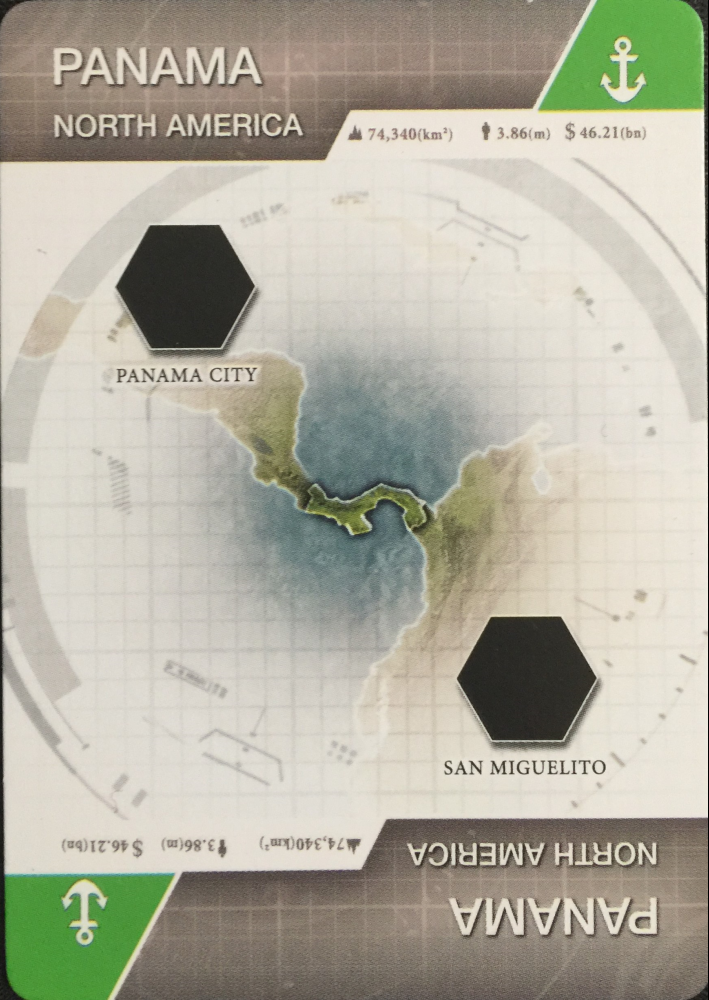 PANAMA
NORTH AMERICA
74,340(km²) 3.86(m) $ 46.21(bn)
PANAMA CITY
SAN MIGUELITO
74,340(km²) 3.86(m) $ 46.21(bn)
NORTH AMERICA
PANAMA